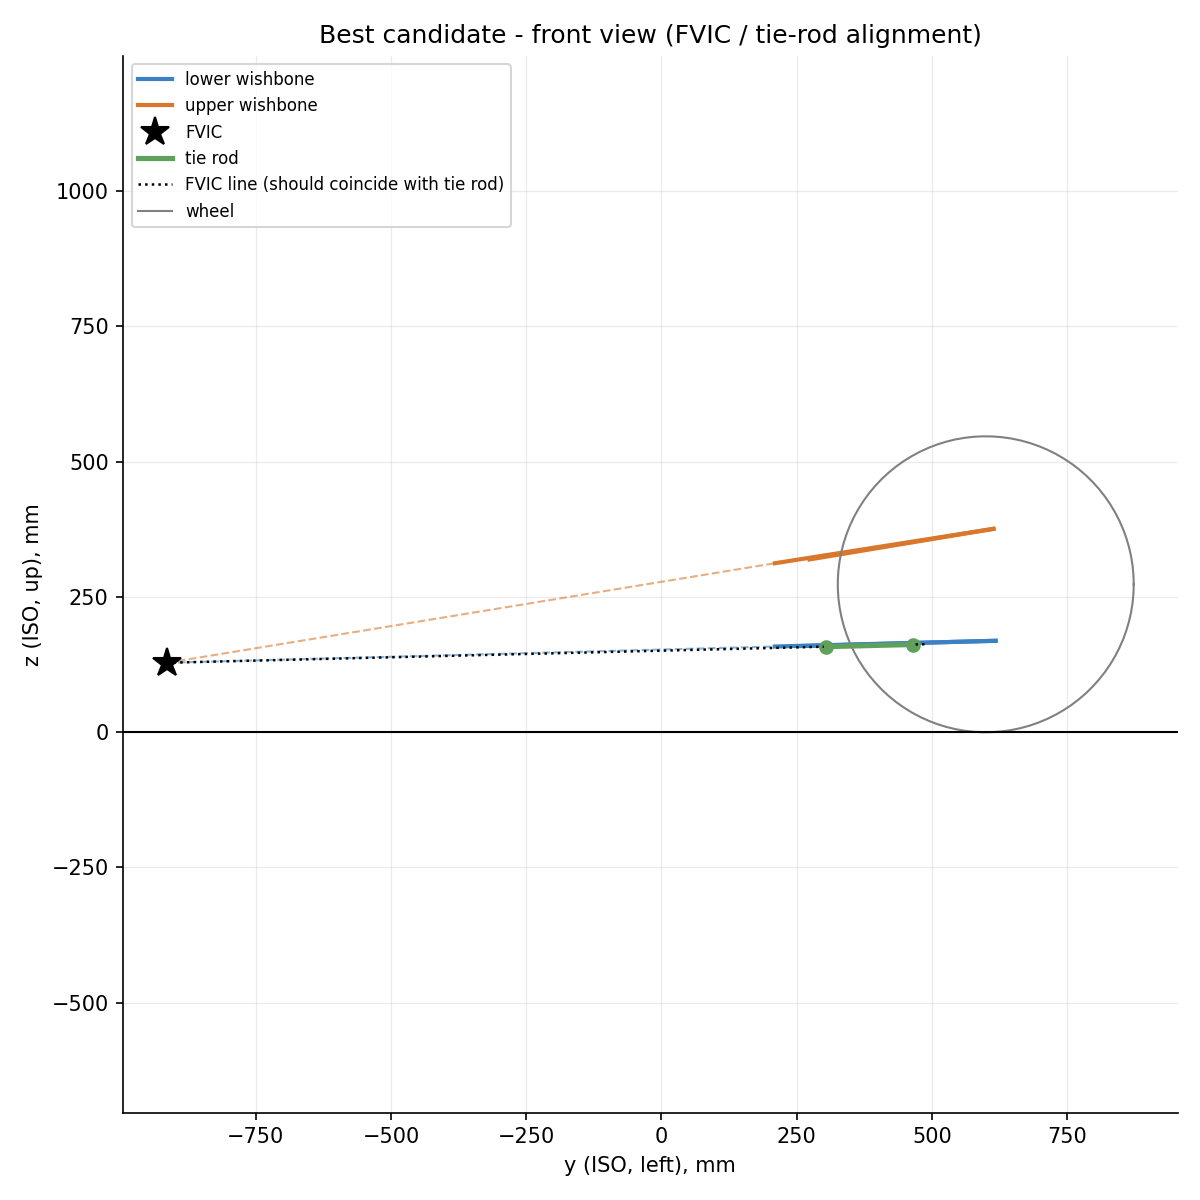 Best candidate - front view (FVIC / tie-rod alignment)
lower wishbone
upper wishbone
FVIC
tie rod
FVIC line (should coincide with tie rod)
wheel
1000
750
500
250
0
−250
−500
z (ISO, up), mm
−750
−500
−250
0
250
500
750
y (ISO, left), mm